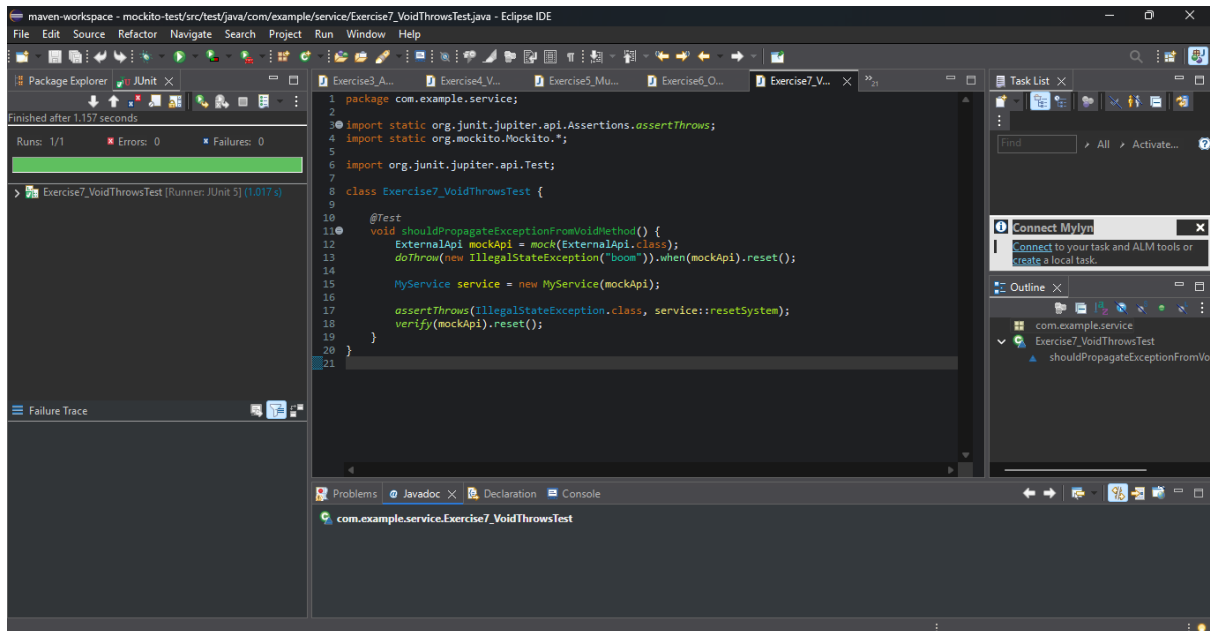 maven-workspace - mockito-test/src/test/java/com/example/service/Exercise7_VoidThrowsTest.java - Eclipse IDE
File Edit Source Refactor Navigate Search Project Run Window Help
Package Explorer JUnit
Finished after 1.157 seconds
Runs: 1/1 Errors: 0 Failures: 0
Exercise7_VoidThrowsTest [Runner: JUnit 5] (1.017 s)
Failure Trace
Exercise3_A... Exercise4_V... Exercise5_Mu... Exercise6_O... Exercise7_V... »21
1 package com.example.service;
2
3 import static org.junit.jupiter.api.Assertions.assertThrows;
4 import static org.mockito.Mockito.*;
5
6 import org.junit.jupiter.api.Test;
7
8 class Exercise7_VoidThrowsTest {
9
10 @Test
11 void shouldPropagateExceptionFromVoidMethod() {
12 ExternalApi mockApi = mock(ExternalApi.class);
13 doThrow(new IllegalStateException("boom")).when(mockApi).reset();
14
15 MyService service = new MyService(mockApi);
16
17 assertThrows(IllegalStateException.class, service::resetSystem);
18 verify(mockApi).reset();
19 }
20 }
21
Problems Javadoc Declaration Console
com.example.service.Exercise7_VoidThrowsTest
Task List
Find All Activate...
Connect Mylyn
Connect to your task and ALM tools or
create a local task.
Outline
com.example.service
Exercise7_VoidThrowsTest
shouldPropagateExceptionFromVo